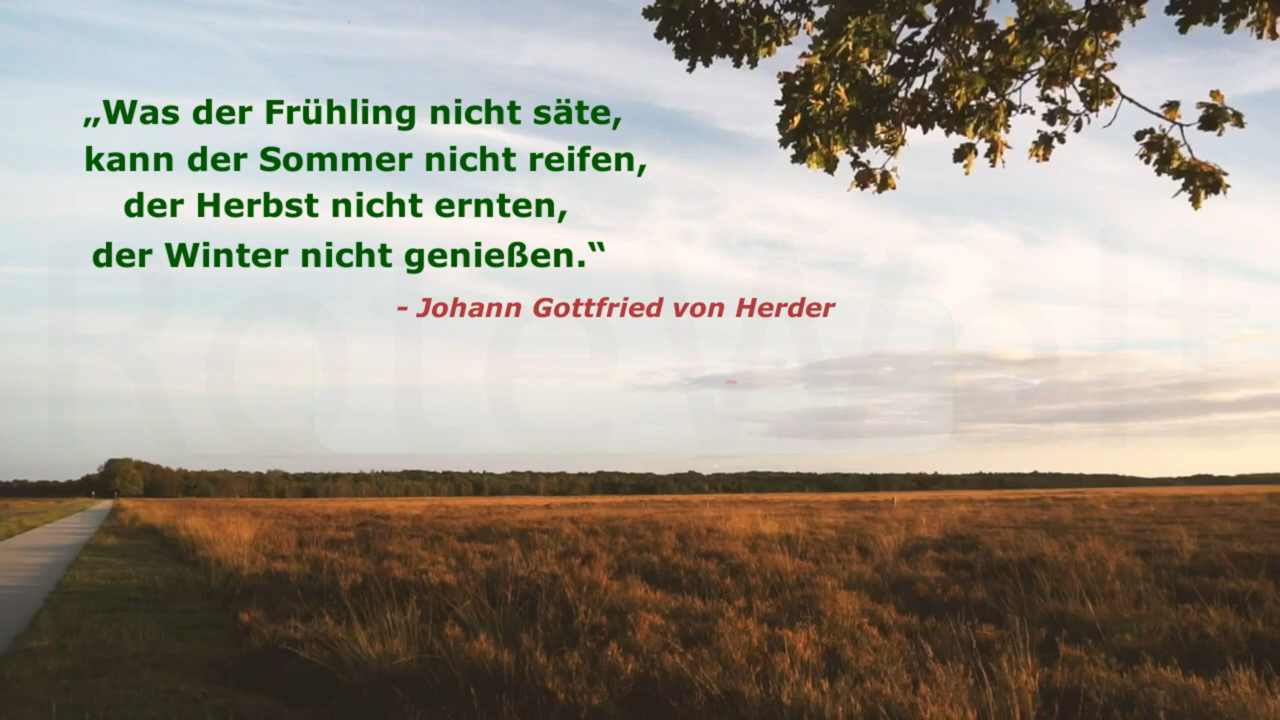 „Was der Frühling nicht säte,
kann der Sommer nicht reifen,
der Herbst nicht ernten,
der Winter nicht genießen.“
- Johann Gottfried von Herder